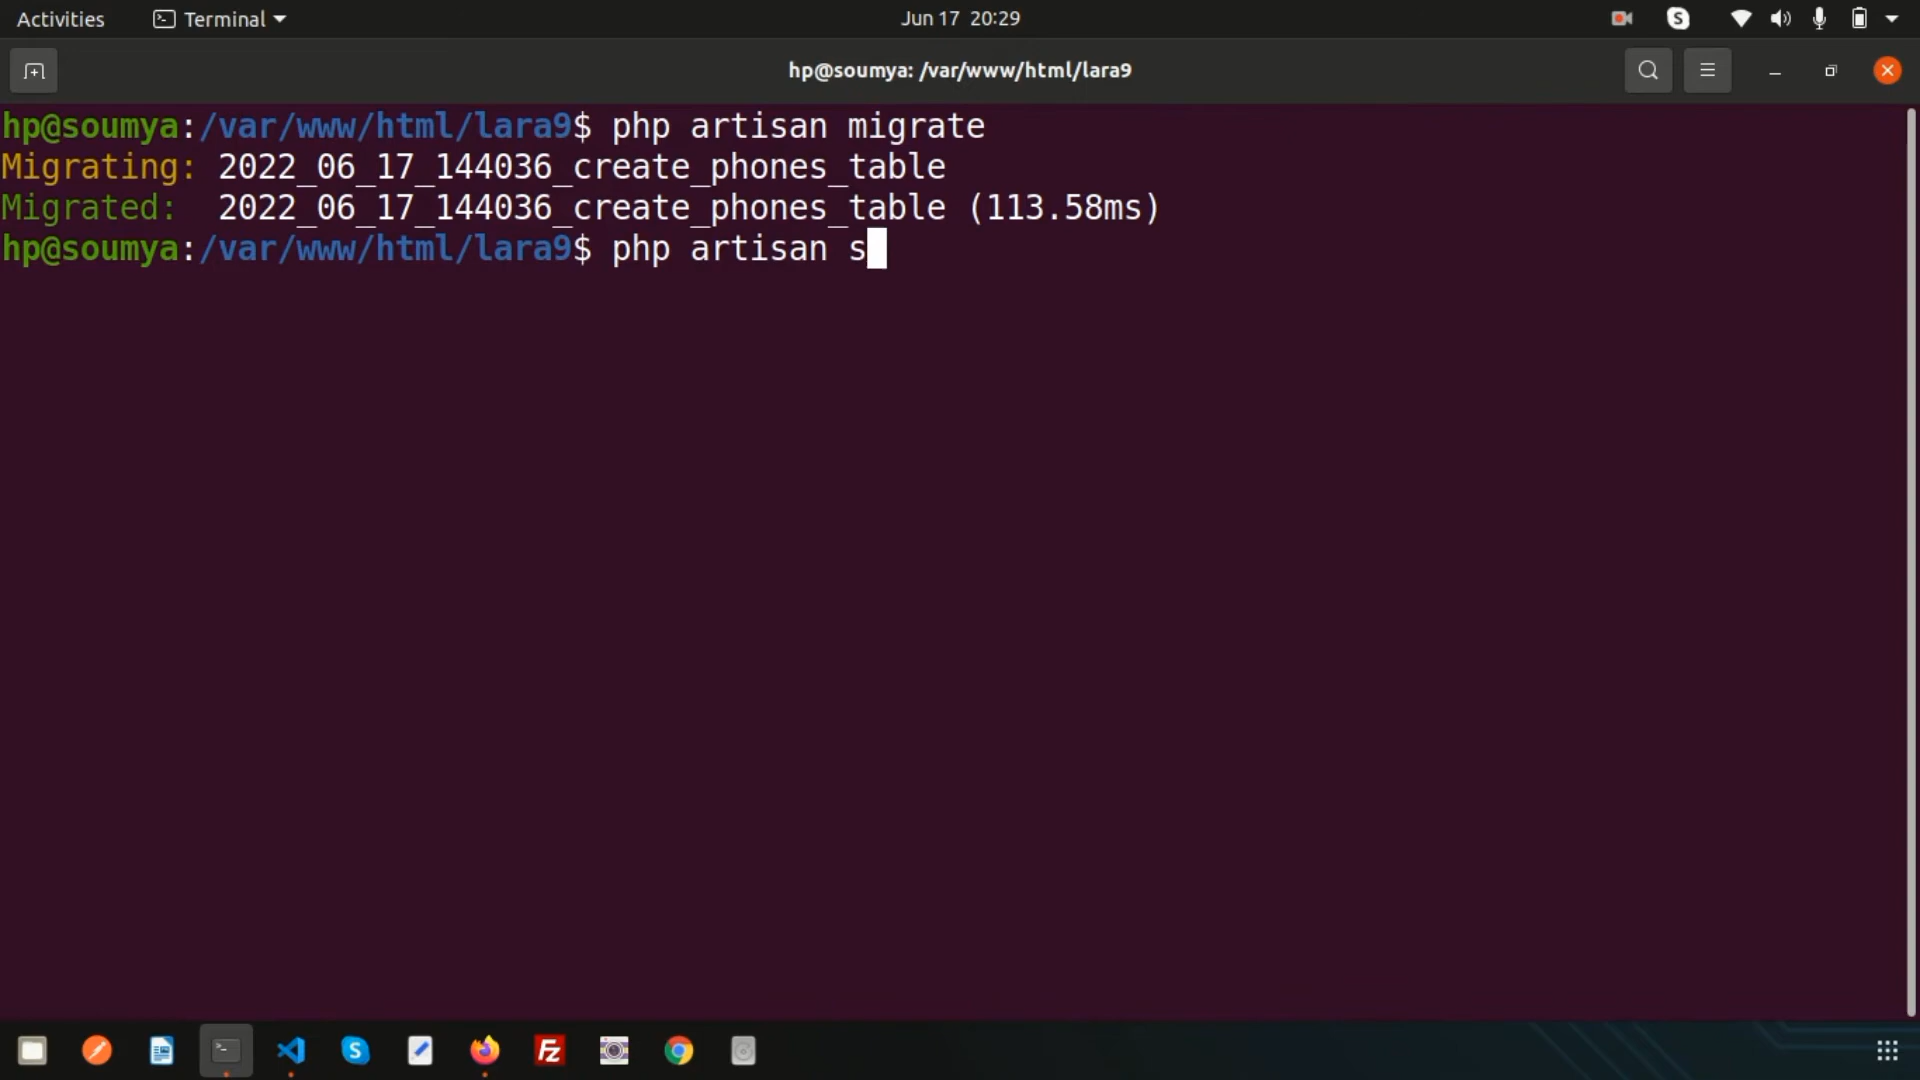 Activities
Terminal
Jun 17 20:29
hp@soumya: /var/www/html/lara9
hp@soumya:/var/www/html/lara9$ php artisan migrate
Migrating: 2022_06_17_144036_create_phones_table
Migrated:  2022_06_17_144036_create_phones_table (113.58ms)
hp@soumya:/var/www/html/lara9$ php artisan s